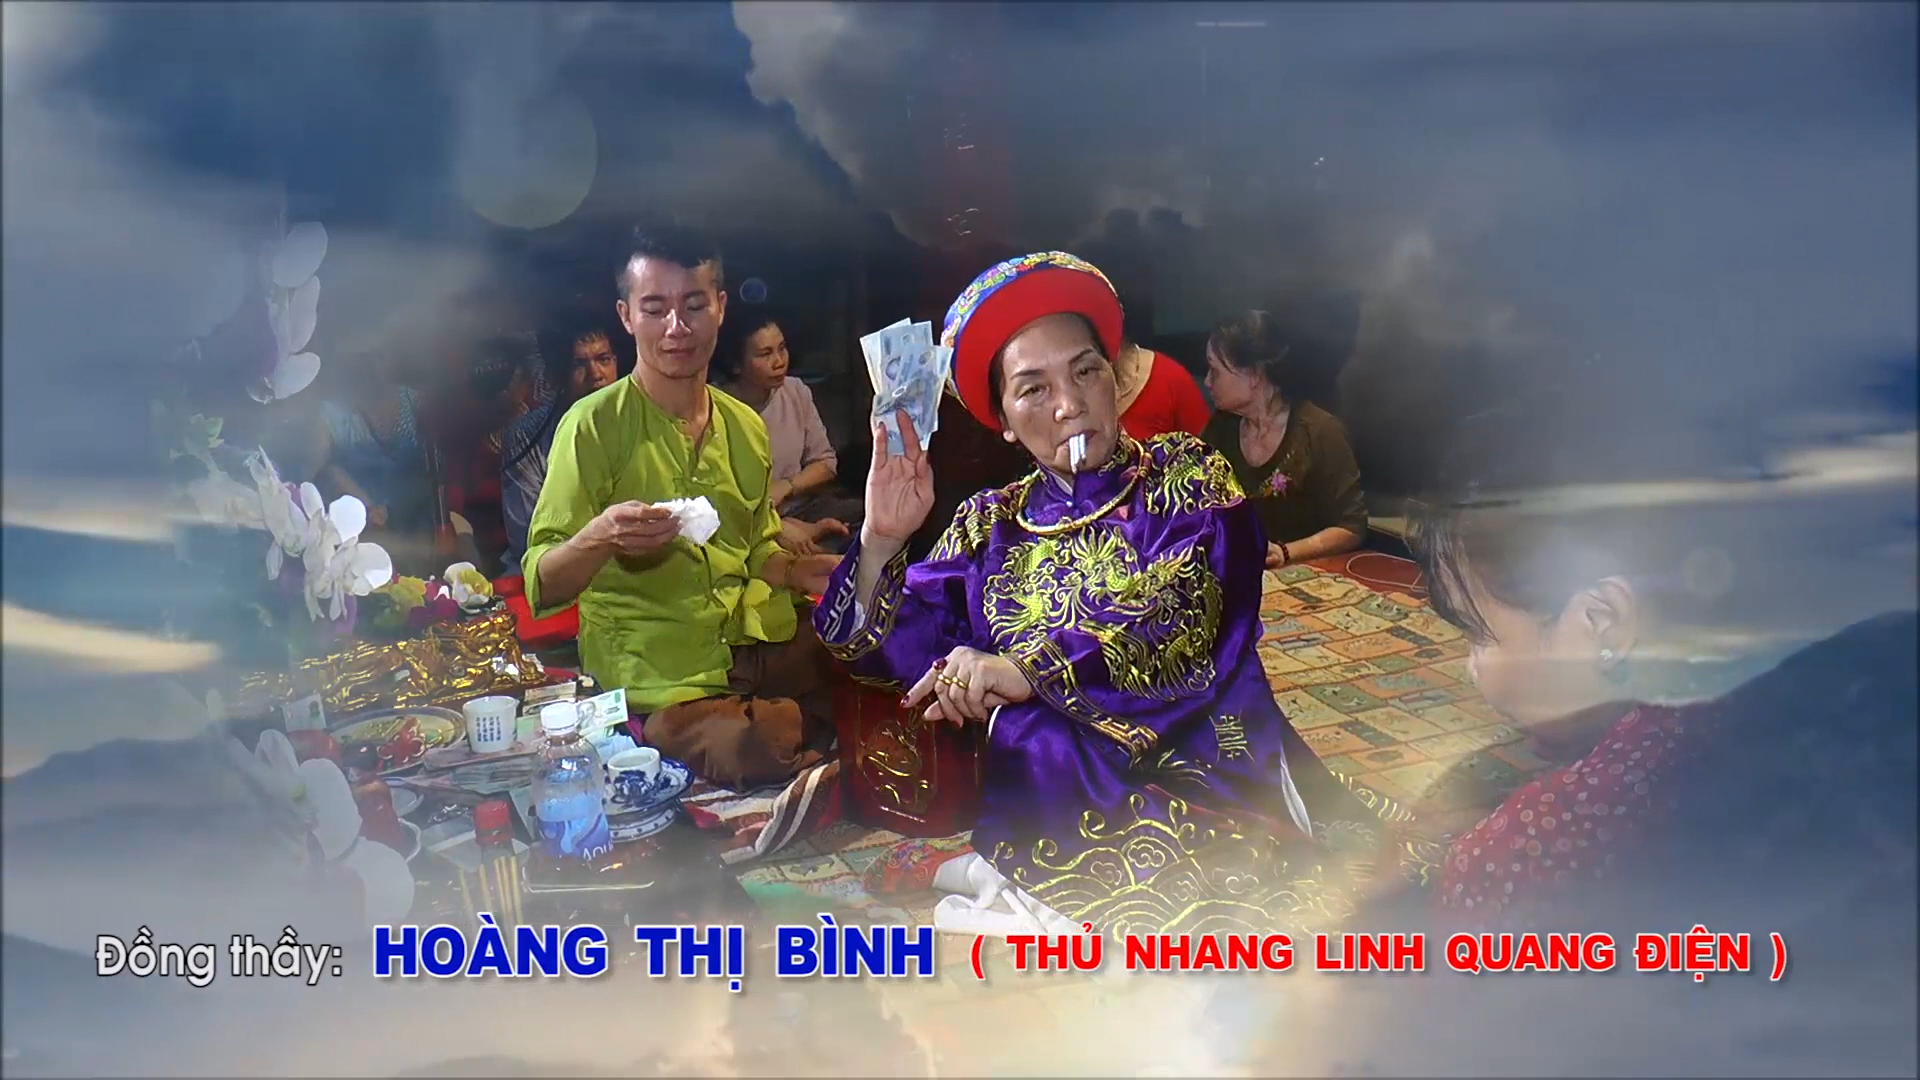 Đồng thầy: HOÀNG THỊ BÌNH ( THỦ NHANG LINH QUANG ĐIỆN )